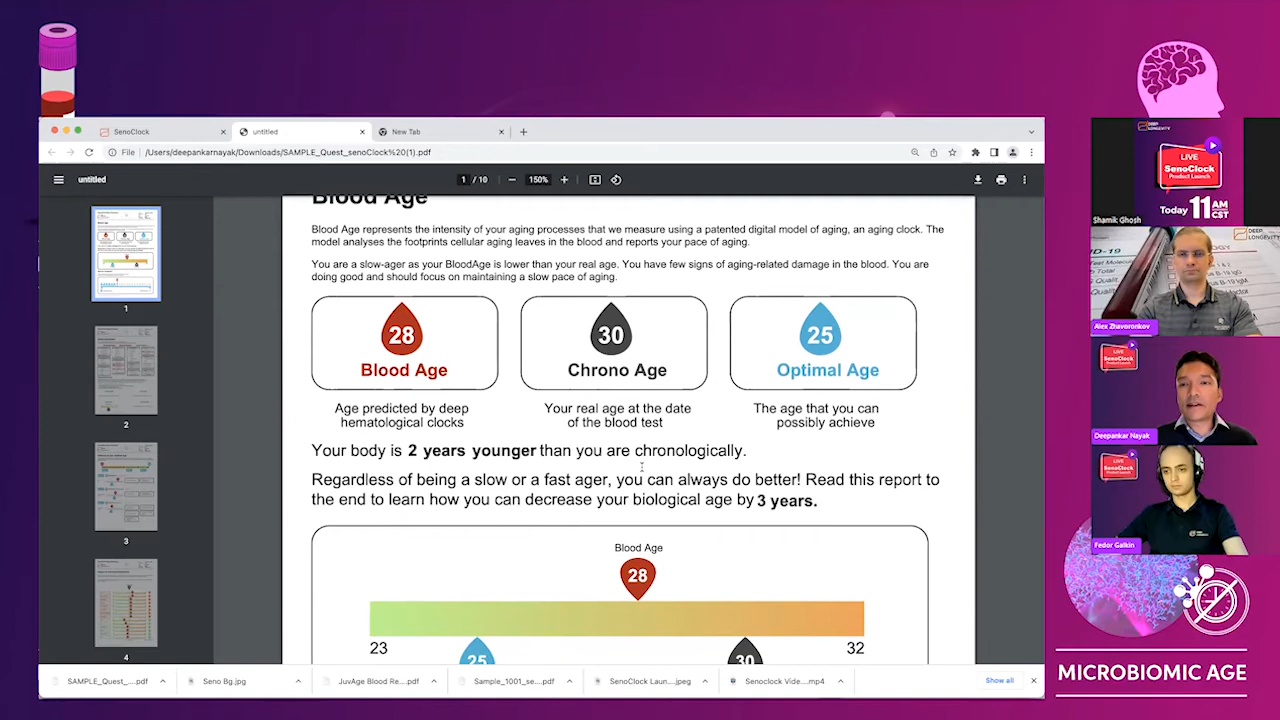 SenoClock
untitled
New Tab
File
/Users/deepankarnayak/Downloads/SAMPLE_Quest_senoClock%20(1).pdf
untitled
1 / 10
150%
Blood Age
Blood Age represents the intensity of your aging processes that we measure using a patented digital model of aging, an aging clock. The
model analyses the footprints cellular aging leaves in the blood and reports your pace of aging.
You are a slow-ager and your BloodAge is less than your real age. You have few signs of aging-related damage in the blood. You are
doing good and should focus on maintaining a slow pace of aging.
28
Blood Age
30
Chrono Age
25
Optimal Age
Age predicted by deep
hematological clocks
Your real age at the date
of the blood test
The age that you can
possibly achieve
Your body is 2 years younger than you are chronologically.
Regardless of being a slow or a fast ager, you can always do better! Read this report to
the end to learn how you can decrease your biological age by 3 years.
Blood Age
28
23
32
25
30
1
2
3
4
SAMPLE_Quest_....pdf
Seno Bg.jpg
JuvAge Blood Re....pdf
Sample_1001_se....pdf
SenoClock Laun....jpeg
Senoclock Vide....mp4
Show all
DEEP
LONGEVITY
LIVE
SenoClock
Product Launch
Today 11 AM
CST
Shamik Ghosh
DEEP
LONGEVITY
Alex Zhavoronkov
LIVE
SenoClock
Deepankar Nayak
LIVE
SenoClock
Fedor Galkin
MICROBIOMIC AGE